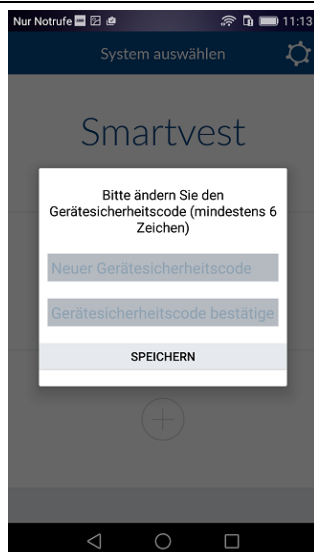 Nur Notrufe 11:13
System auswählen
Smartvest
Bitte ändern Sie den
Gerätesicherheitscode (mindestens 6
Zeichen)
Neuer Gerätesicherheitscode
Gerätesicherheitscode bestätige
SPEICHERN